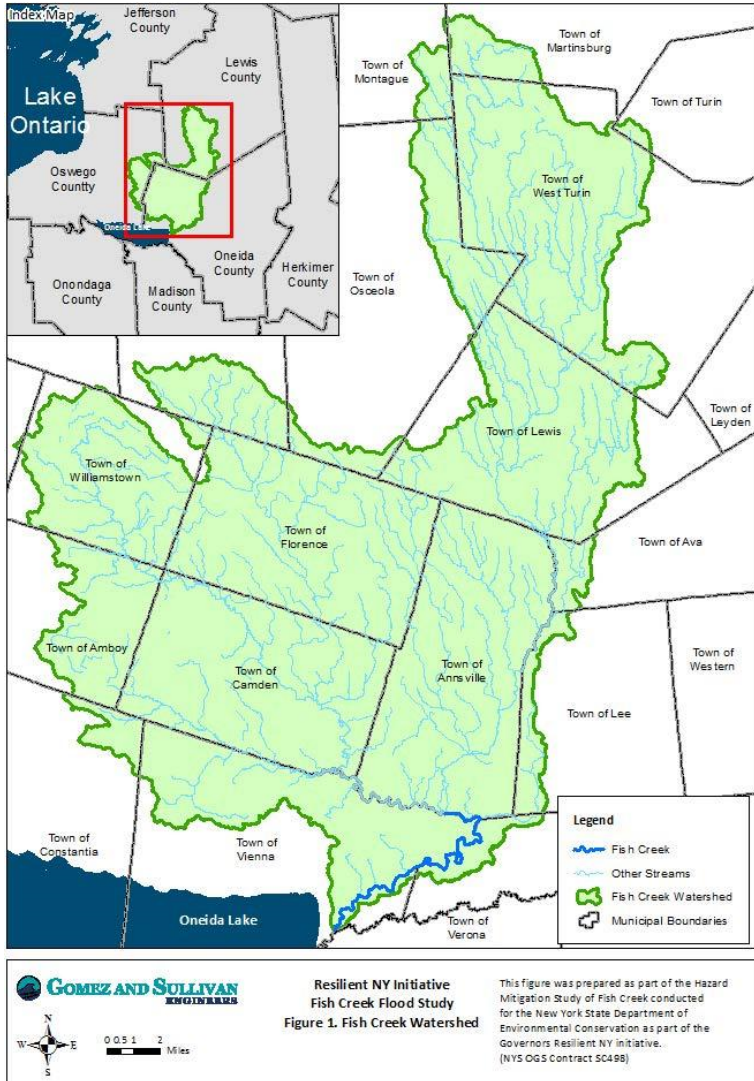 Index Map
Jefferson
County
Lewis
County
Lake
Ontario
Oswego
Countty
Oneida Lake
Oneida
County
Onondaga
County
Madison
County
Herkimer
County
Town of
Montague
Town of
Martinsburg
Town of Turin
Town of
West Turin
Town of
Osceola
Town of
Leyden
Town of Lewis
Town of
Williamstown
Town of
Florence
Town of Ava
Town of Amboy
Town of
Camden
Town of
Annsville
Town of
Western
Town of Lee
Town of
Constantia
Town of
Vienna
Oneida Lake
Town of
Verona
Legend
Fish Creek
Other Streams
Fish Creek Watershed
Municipal Boundaries
GOMEZ AND SULLIVAN
ENGINEERS
N
W E
S
0 0.5 1 2
Miles
Resilient NY Initiative
Fish Creek Flood Study
Figure 1. Fish Creek Watershed
This figure was prepared as part of the Hazard
Mitigation Study of Fish Creek conducted
for the New York State Department of
Environmental Conservation as part of the
Governors Resilient NY initiative.
(NYS OGS Contract SC498)